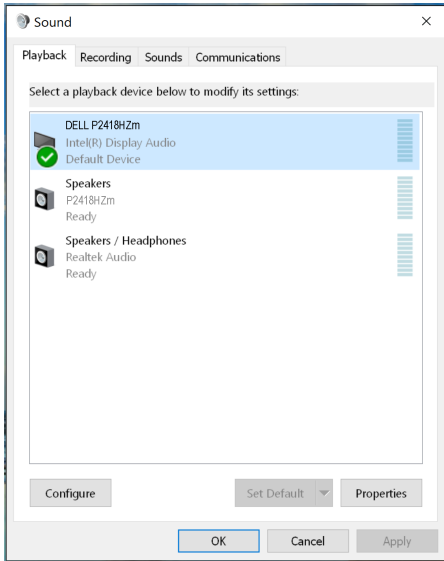 Sound
Playback Recording Sounds Communications
Select a playback device below to modify its settings:
DELL P2418HZm
Intel(R) Display Audio
Default Device
Speakers
P2418HZm
Ready
Speakers / Headphones
Realtek Audio
Ready
Configure Set Default Properties
OK Cancel Apply